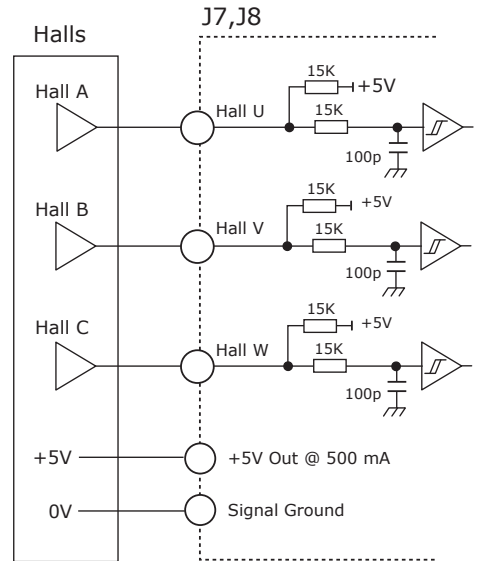 J7,J8
Halls
15K
+5V
Hall A
Hall U
15K
100p
15K
+5V
Hall B
Hall V
15K
100p
15K
+5V
Hall C
Hall W
15K
100p
+5V
+5V Out @ 500 mA
0V
Signal Ground